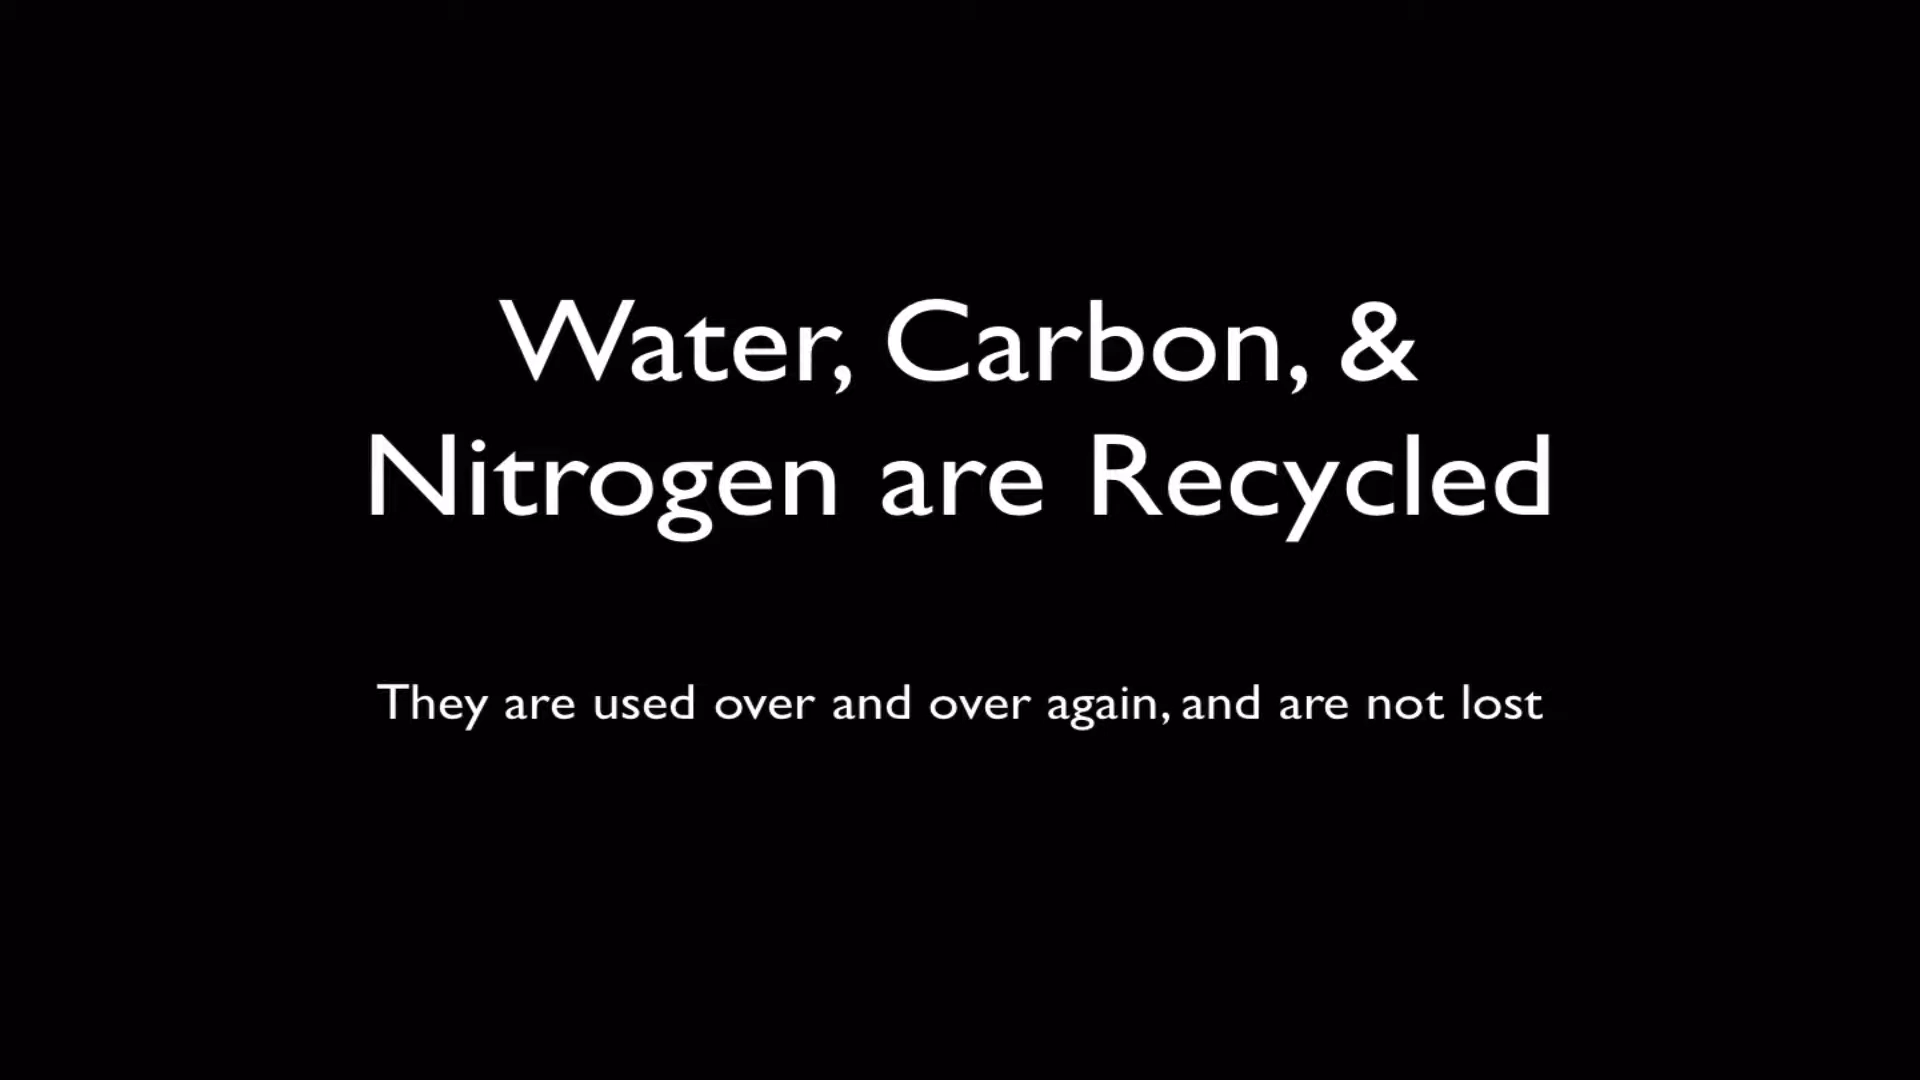 Water, Carbon, &
Nitrogen are Recycled
They are used over and over again, and are not lost